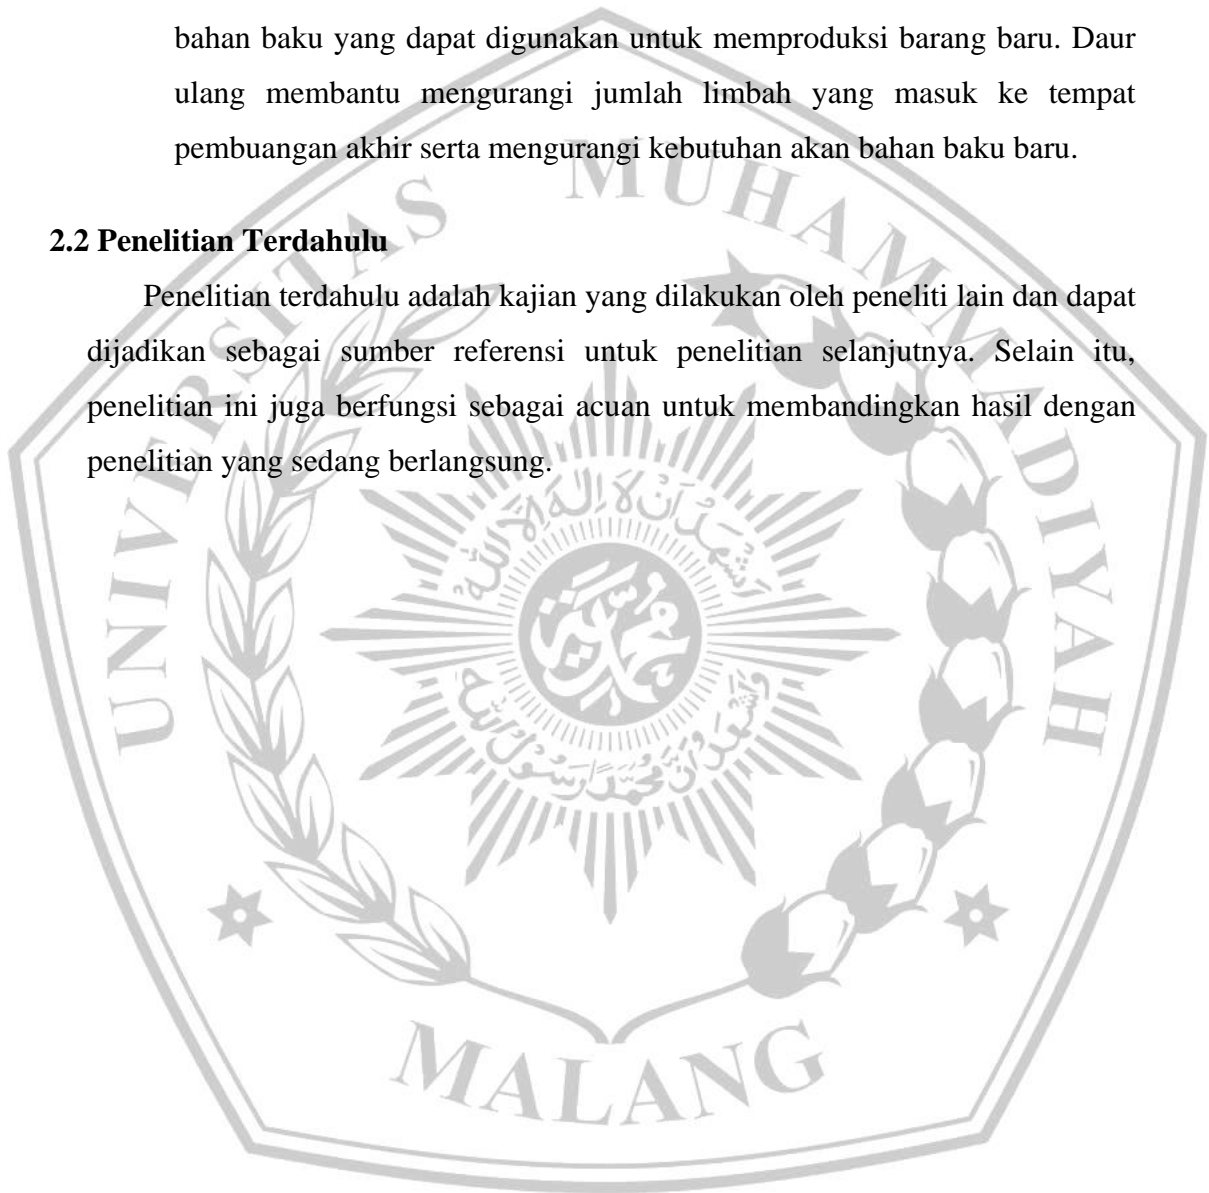 bahan baku yang dapat digunakan untuk memproduksi barang baru. Daur
ulang membantu mengurangi jumlah limbah yang masuk ke tempat
pembuangan akhir serta mengurangi kebutuhan akan bahan baku baru.
2.2 Penelitian Terdahulu
Penelitian terdahulu adalah kajian yang dilakukan oleh peneliti lain dan dapat
dijadikan sebagai sumber referensi untuk penelitian selanjutnya. Selain itu,
penelitian ini juga berfungsi sebagai acuan untuk membandingkan hasil dengan
penelitian yang sedang berlangsung.
UNIVERSITAS MUHAMMADIYAH
MALANG